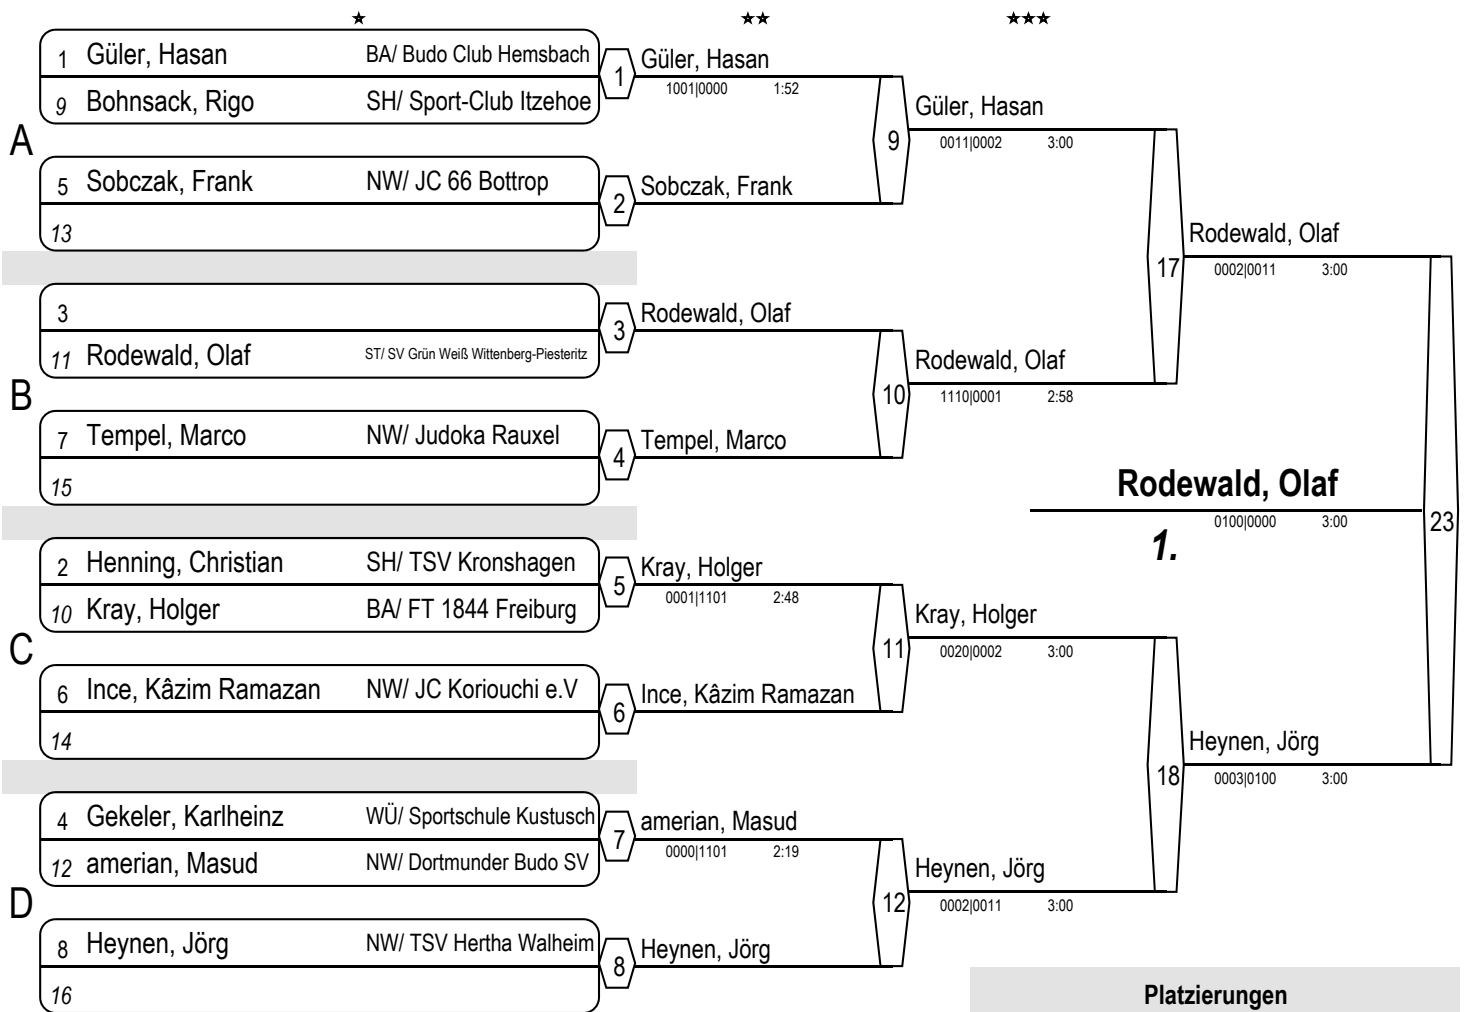 ★ ★★ ★★★
1 Güler, Hasan BA/ Budo Club Hemsbach
9 Bohnsack, Rigo SH/ Sport-Club Itzehoe
1
Güler, Hasan
1001|0000 1:52
A
5 Sobczak, Frank NW/ JC 66 Bottrop
13
2
Sobczak, Frank
9
Güler, Hasan
0011|0002 3:00
3
11 Rodewald, Olaf ST/ SV Grün Weiß Wittenberg-Piesteritz
3
Rodewald, Olaf
B
7 Tempel, Marco NW/ Judoka Rauxel
15
4
Tempel, Marco
10
Rodewald, Olaf
1110|0001 2:58
17
Rodewald, Olaf
0002|0011 3:00
2 Henning, Christian SH/ TSV Kronshagen
10 Kray, Holger BA/ FT 1844 Freiburg
5
Kray, Holger
0001|1101 2:48
C
6 Ince, Kâzim Ramazan NW/ JC Koriouchi e.V
14
6
Ince, Kâzim Ramazan
11
Kray, Holger
0020|0002 3:00
4 Gekeler, Karlheinz WÜ/ Sportschule Kustusch
12 amerian, Masud NW/ Dortmunder Budo SV
7
amerian, Masud
0000|1101 2:19
D
8 Heynen, Jörg NW/ TSV Hertha Walheim
16
8
Heynen, Jörg
12
Heynen, Jörg
0002|0011 3:00
18
Heynen, Jörg
0003|0100 3:00
23
Rodewald, Olaf
0100|0000 3:00
1.
Platzierungen